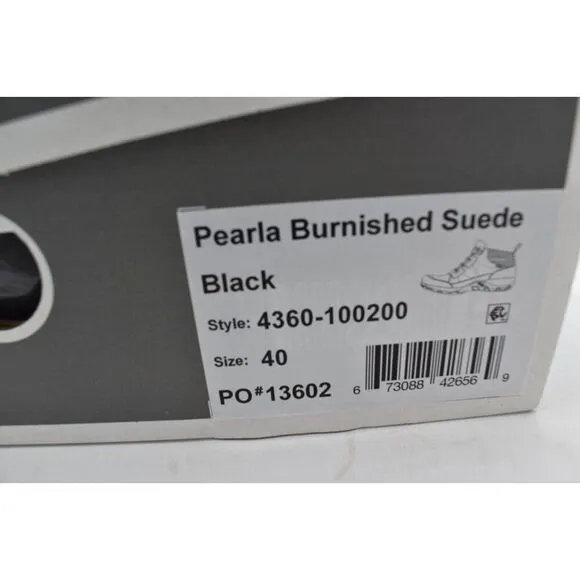 Pearla Burnished Suede
Black
Style: 4360-100200
Size: 40
PO#13602
6 73088 42656 9